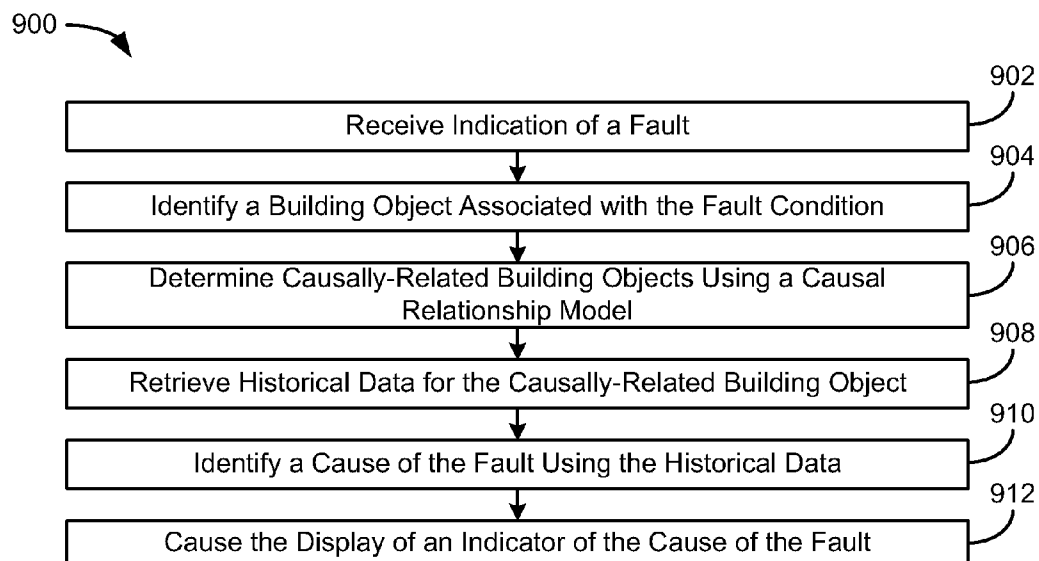 900
902
Receive Indication of a Fault
904
Identify a Building Object Associated with the Fault Condition
906
Determine Causally-Related Building Objects Using a Causal
Relationship Model
908
Retrieve Historical Data for the Causally-Related Building Object
910
Identify a Cause of the Fault Using the Historical Data
912
Cause the Display of an Indicator of the Cause of the Fault